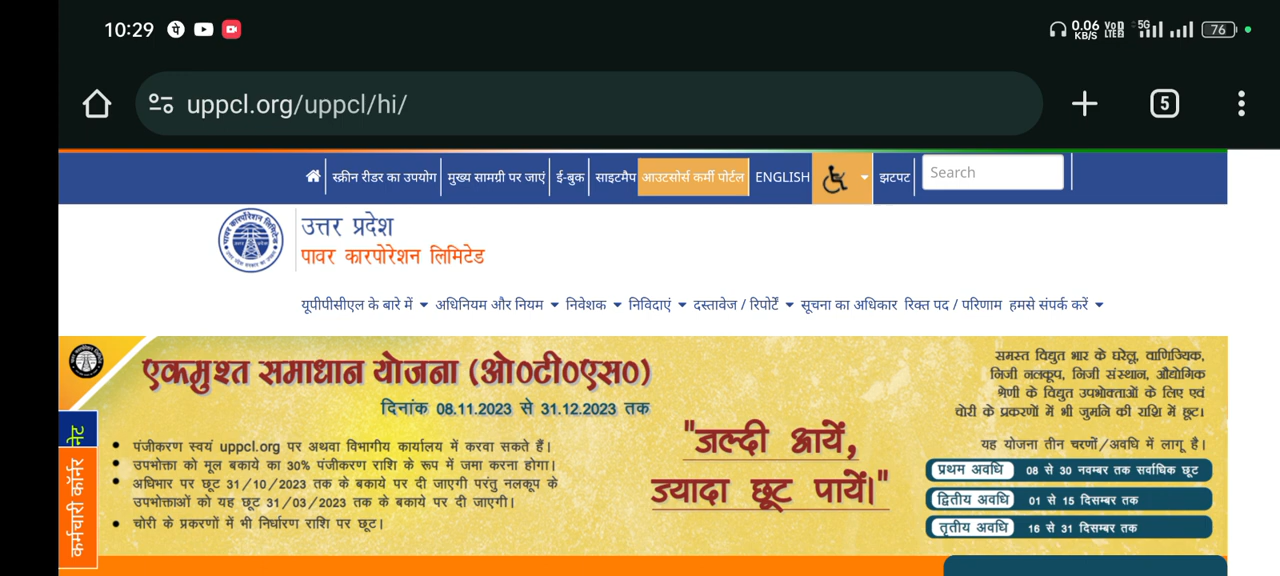 10:29
0.06 KB/S
5G
76
uppcl.org/uppcl/hi/
5
स्क्रीन रीडर का उपयोग
मुख्य सामग्री पर जाएं
ई-बुक
साइटमैप
आउटसोर्स कर्मी पोर्टल
ENGLISH
झटपट
Search
उत्तर प्रदेश
पावर कारपोरेशन लिमिटेड
यूपीपीसीएल के बारे में अधिनियम और नियम निवेशक निविदाएं दस्तावेज / रिपोर्टें सूचना का अधिकार रिक्त पद / परिणाम हमसे संपर्क करें
एकमुश्त समाधान योजना (ओ0टी0एस0)
दिनांक 08.11.2023 से 31.12.2023 तक
• पंजीकरण स्वयं uppcl.org पर अथवा विभागीय कार्यालय में करवा सकते हैं।
• उपभोक्ता को मूल बकाये का 30% पंजीकरण राशि के रूप में जमा करना होगा।
• अधिभार पर छूट 31/10/2023 तक के बकाये पर दी जाएगी परंतु नलकूप के
उपभोक्ताओं को यह छूट 31/03/2023 तक के बकाये पर दी जाएगी।
• चोरी के प्रकरणों में भी निर्धारण राशि पर छूट।
"जल्दी आयें,
ज्यादा छूट पायें।"
समस्त विद्युत भार के घरेलू, वाणिज्यिक,
निजी नलकूप, निजी संस्थान, औद्योगिक
श्रेणी के विद्युत उपभोक्ताओं के लिए एवं
चोरी के प्रकरणों में भी जुर्माने की राशि में छूट।
यह योजना तीन चरणों/अवधि में लागू है।
प्रथम अवधि 08 से 30 नवम्बर तक सर्वाधिक छूट
द्वितीय अवधि 01 से 15 दिसम्बर तक
तृतीय अवधि 16 से 31 दिसम्बर तक
कर्मचारी कॉर्नर